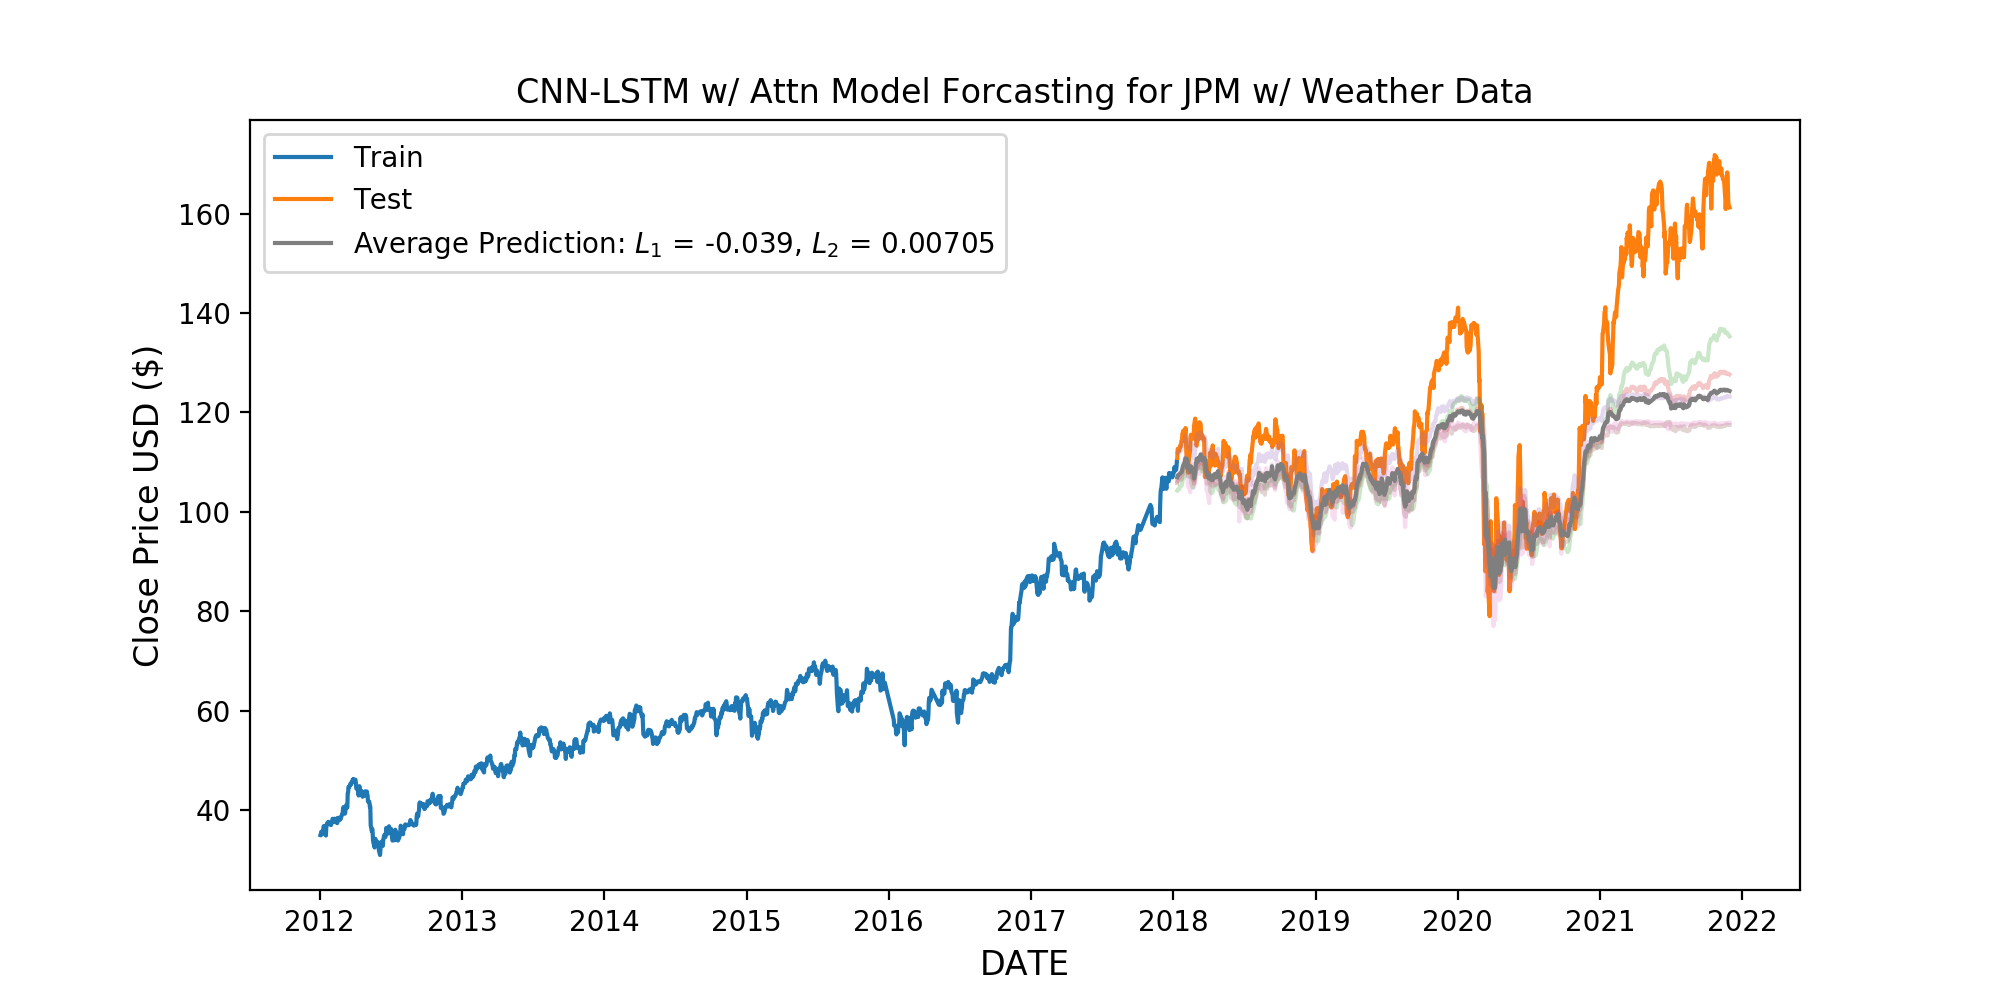 CNN-LSTM w/ Attn Model Forcasting for JPM w/ Weather Data
Train
Test
Average Prediction: L₁ = -0.039, L₂ = 0.00705
Close Price USD ($)
160
140
120
100
80
60
40
2012 2013 2014 2015 2016 2017 2018 2019 2020 2021 2022
DATE